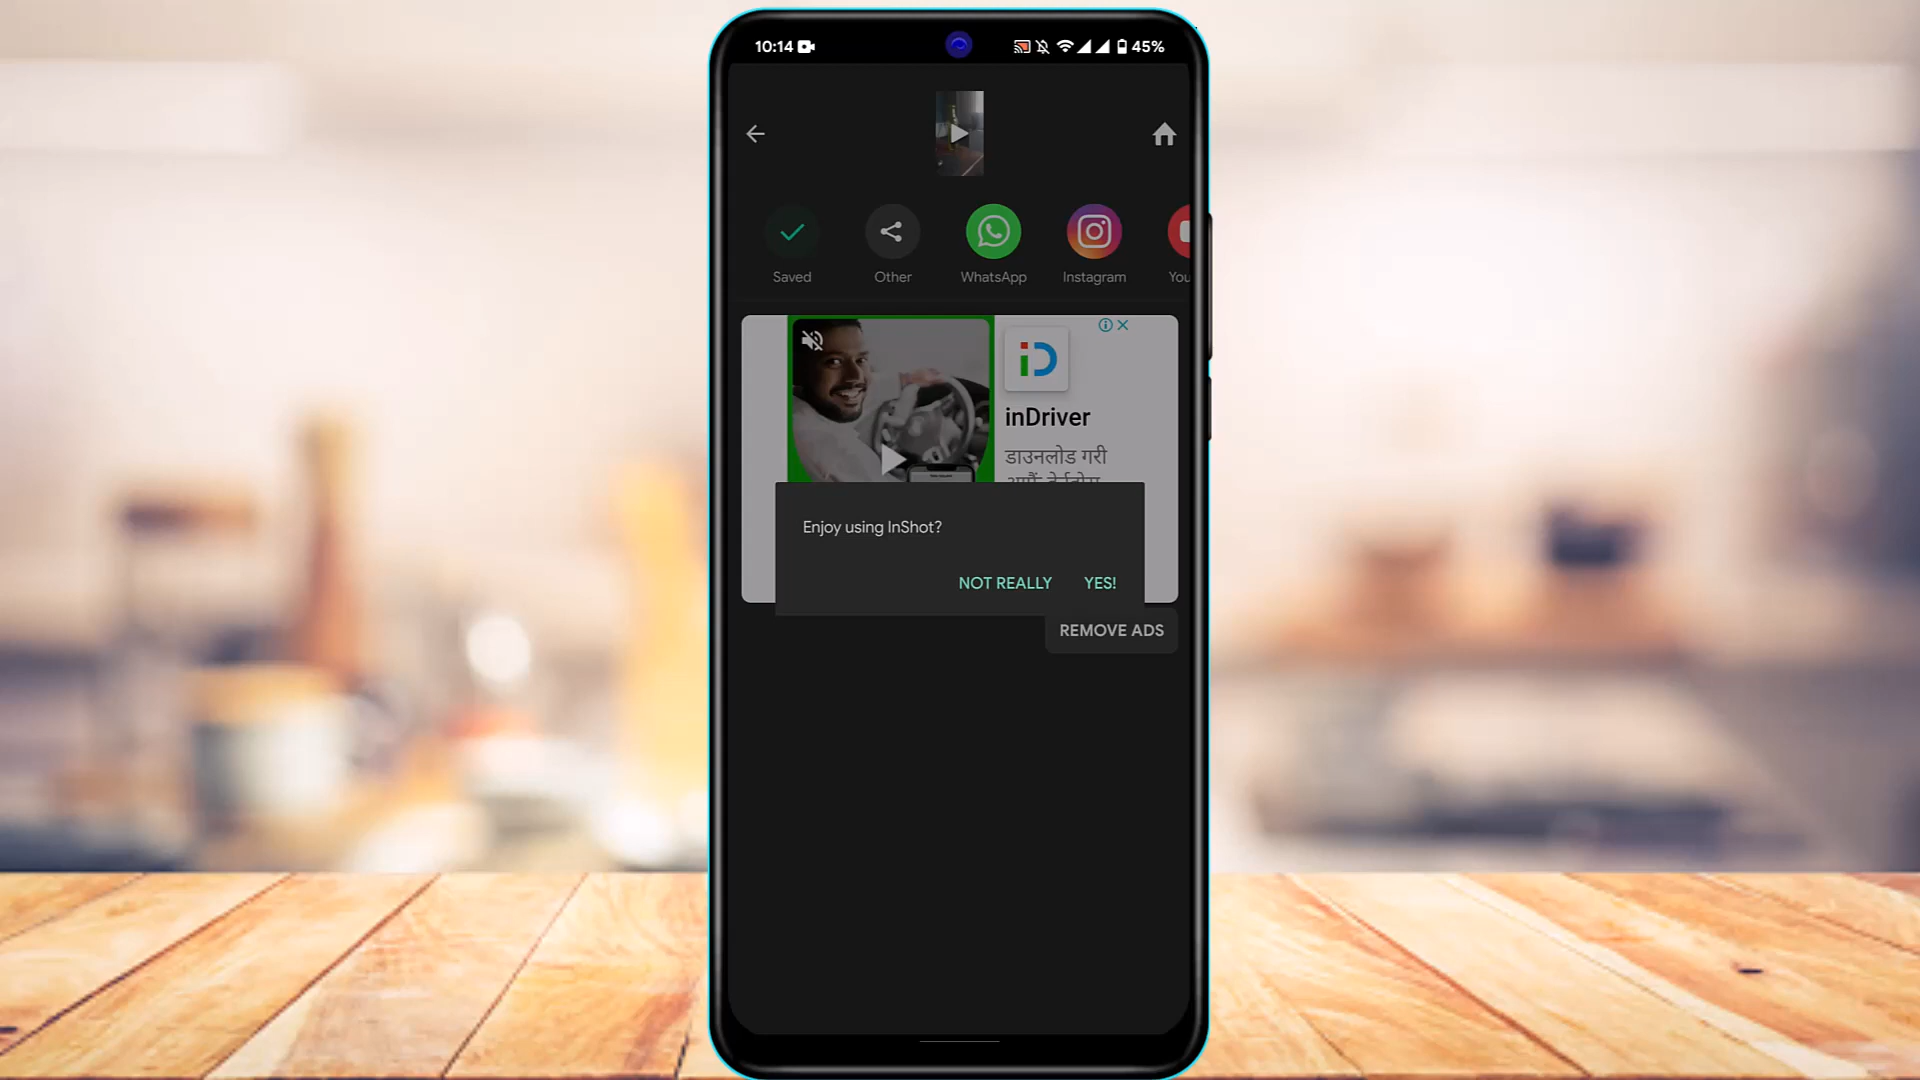 10:14
45%
Saved
Other
WhatsApp
Instagram
You
iD
inDriver
डाउनलोड गरी
Enjoy using InShot?
NOT REALLY YES!
REMOVE ADS